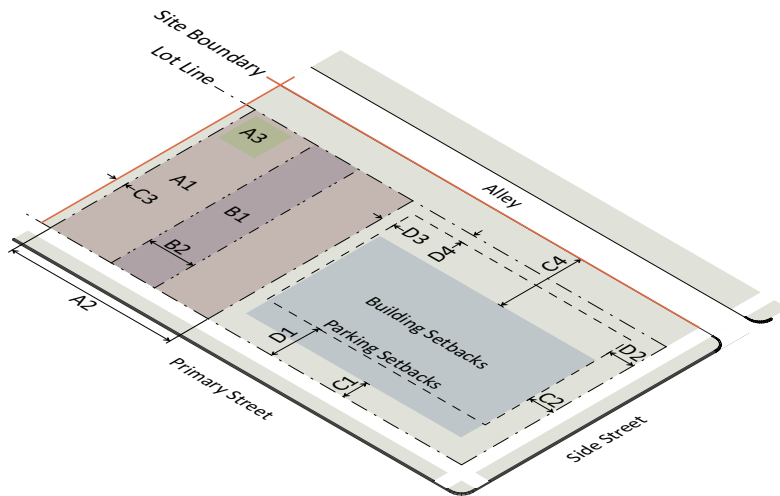 Site Boundary
Lot Line
A3
A1
C3
B1
B2
Alley
D3
D4
C4
A2
Building Setbacks
D1
Parking Setbacks
D2
Primary Street
C1
C2
Side Street